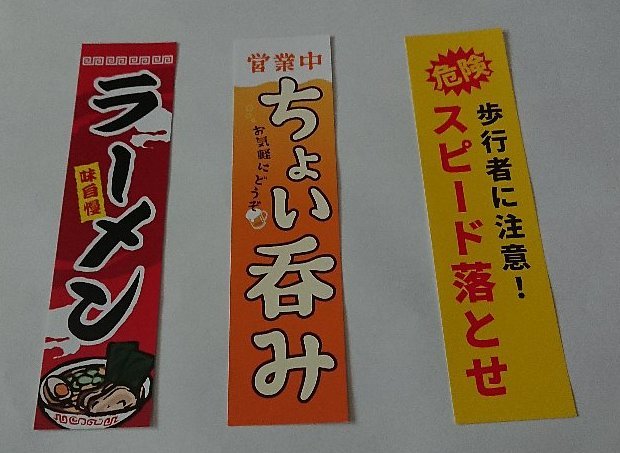 ラーメン
味自慢
営業中
ちょい呑み
お気軽にどうぞ
危険
歩行者に注意！
スピード落とせ